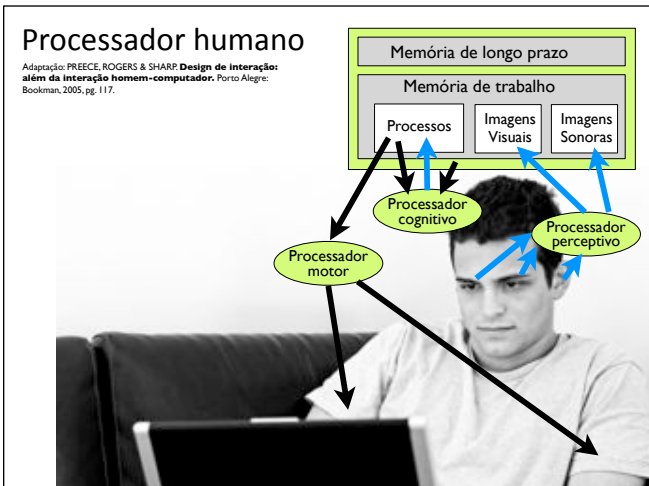 Processador humano
Adaptação: PREECE, ROGERS & SHARP. Design de interação:
além da interação homem-computador. Porto Alegre:
Bookman, 2005, pg. 117.
Memória de longo prazo
Memória de trabalho
Processos
Imagens
Visuais
Imagens
Sonoras
Processador
cognitivo
Processador
perceptivo
Processador
motor